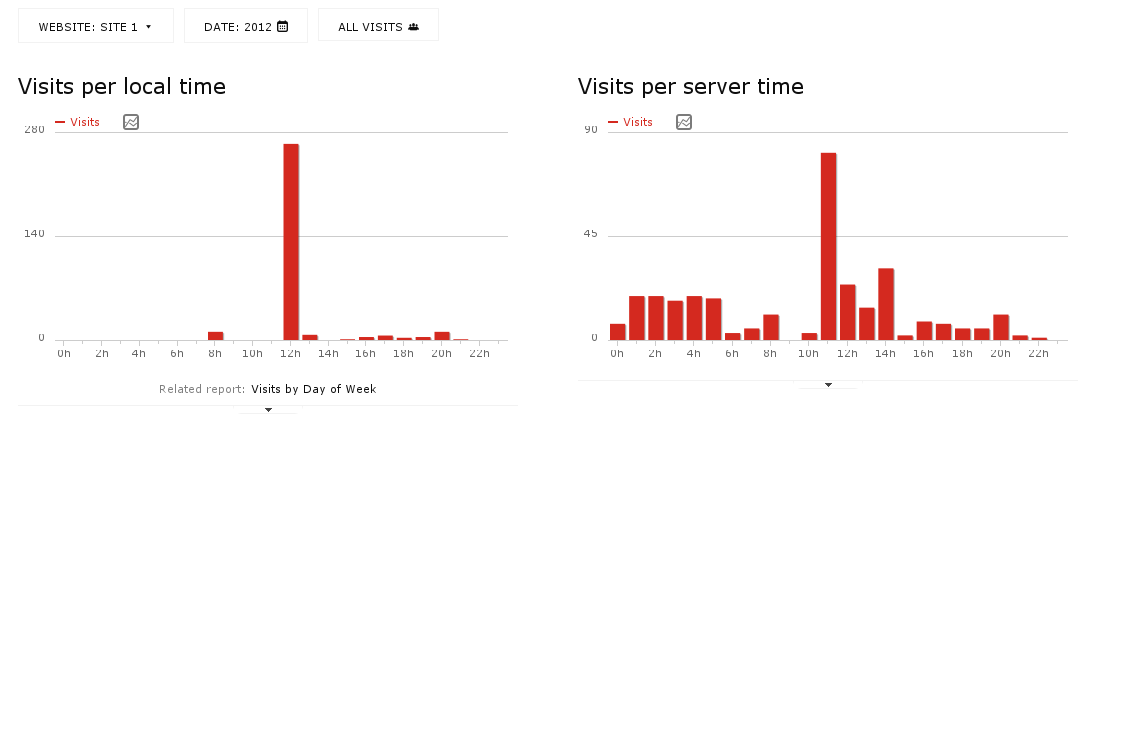 WEBSITE: SITE 1
DATE: 2012
ALL VISITS
Visits per local time
Visits
280
140
0
0h 2h 4h 6h 8h 10h 12h 14h 16h 18h 20h 22h
Related report: Visits by Day of Week
Visits per server time
Visits
90
45
0
0h 2h 4h 6h 8h 10h 12h 14h 16h 18h 20h 22h